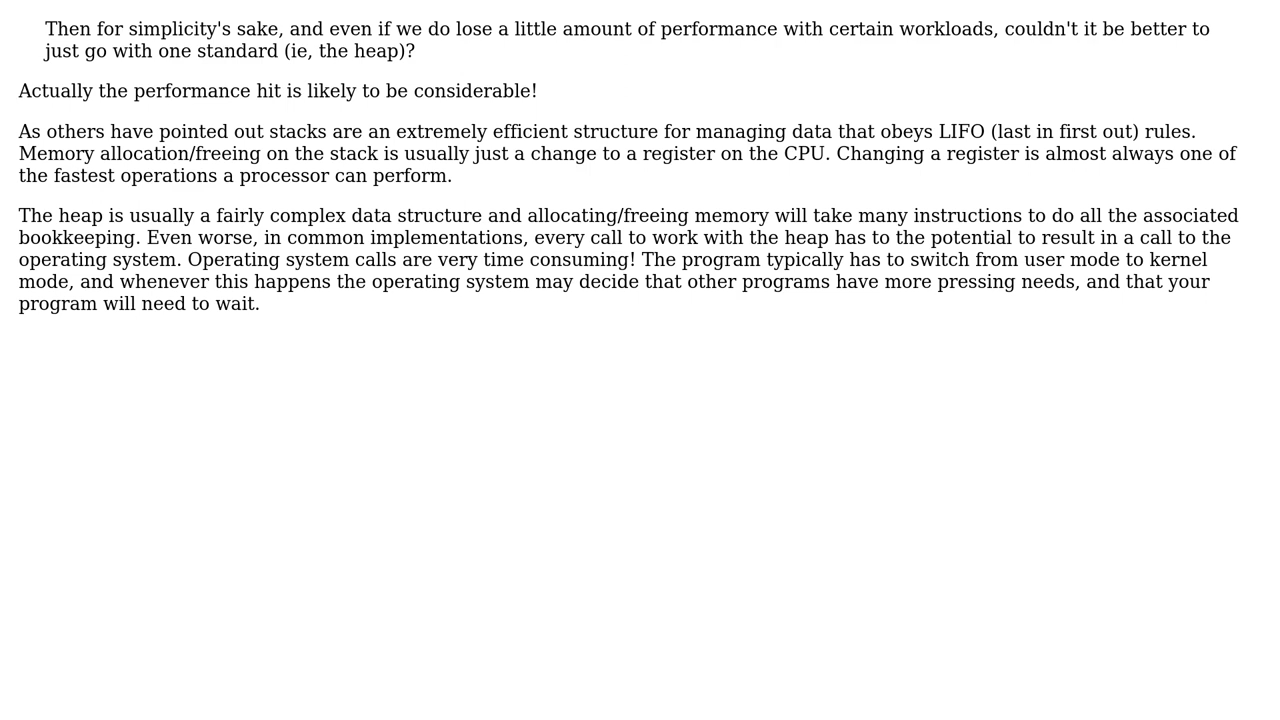 Then for simplicity's sake, and even if we do lose a little amount of performance with certain workloads, couldn't it be better to
just go with one standard (ie, the heap)?
Actually the performance hit is likely to be considerable!
As others have pointed out stacks are an extremely efficient structure for managing data that obeys LIFO (last in first out) rules.
Memory allocation/freeing on the stack is usually just a change to a register on the CPU. Changing a register is almost always one of
the fastest operations a processor can perform.
The heap is usually a fairly complex data structure and allocating/freeing memory will take many instructions to do all the associated
bookkeeping. Even worse, in common implementations, every call to work with the heap has to the potential to result in a call to the
operating system. Operating system calls are very time consuming! The program typically has to switch from user mode to kernel
mode, and whenever this happens the operating system may decide that other programs have more pressing needs, and that your
program will need to wait.